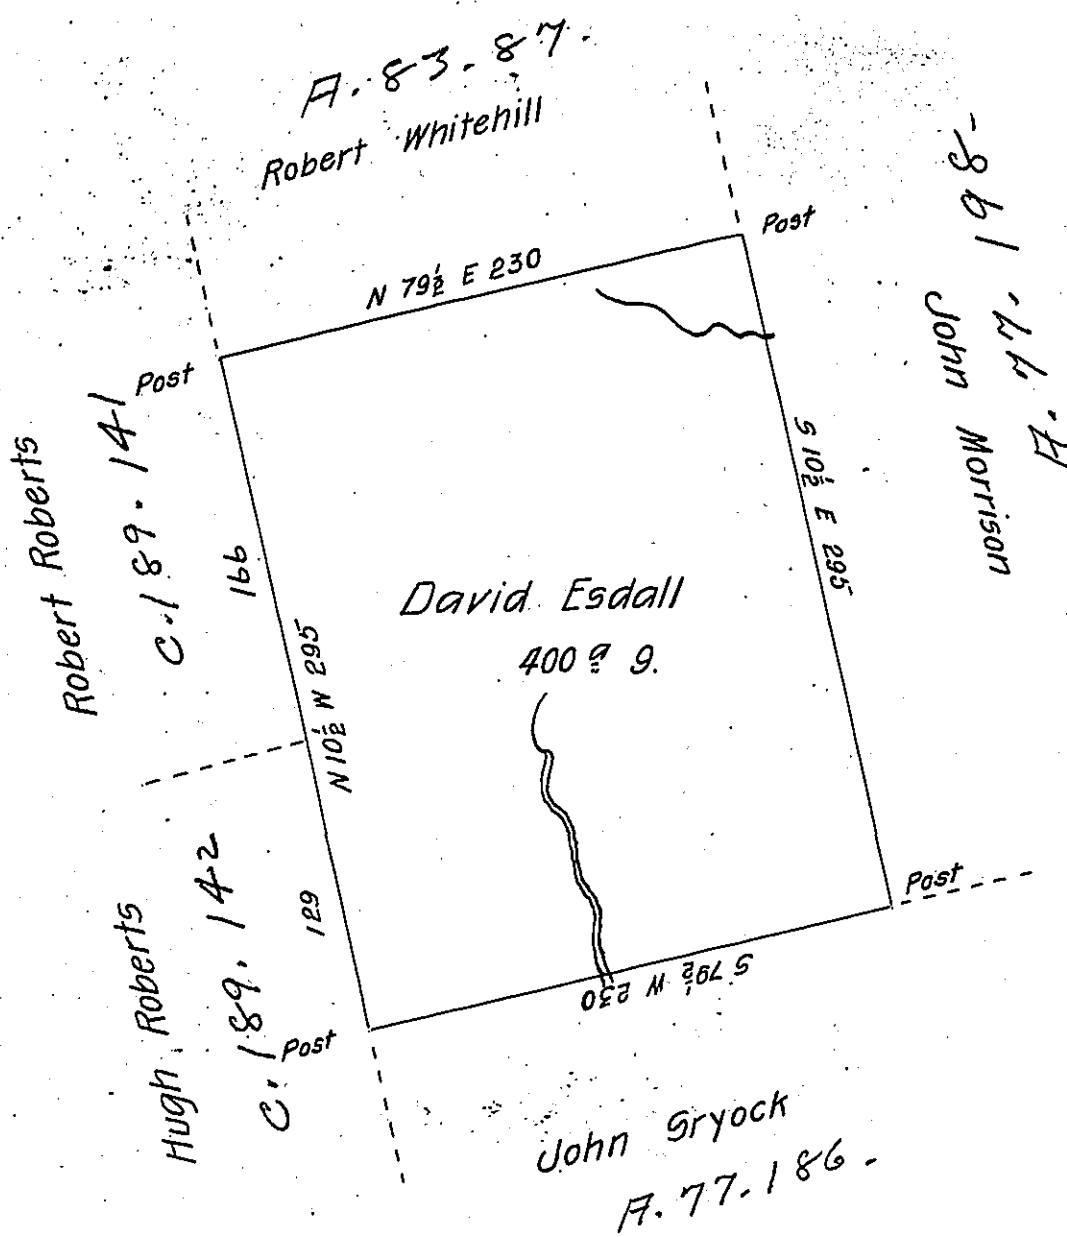 A. 83. 87.
Robert Whitehill
Post
N 79½ E 230
Post
A. 77. 198-
John Morrison
S 10½ E 295
Robert Roberts
C. 189. 141
166
N 10½ W 295
David Esdall
400 a 9.
Hugh Roberts
C. 189. 142
129
Post
S 79½ W 230
Post
John Gryock
A. 77. 186.